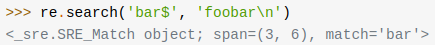 >>> re.search('bar$', 'foobar\n')
<_sre.SRE_Match object; span=(3, 6), match='bar'>